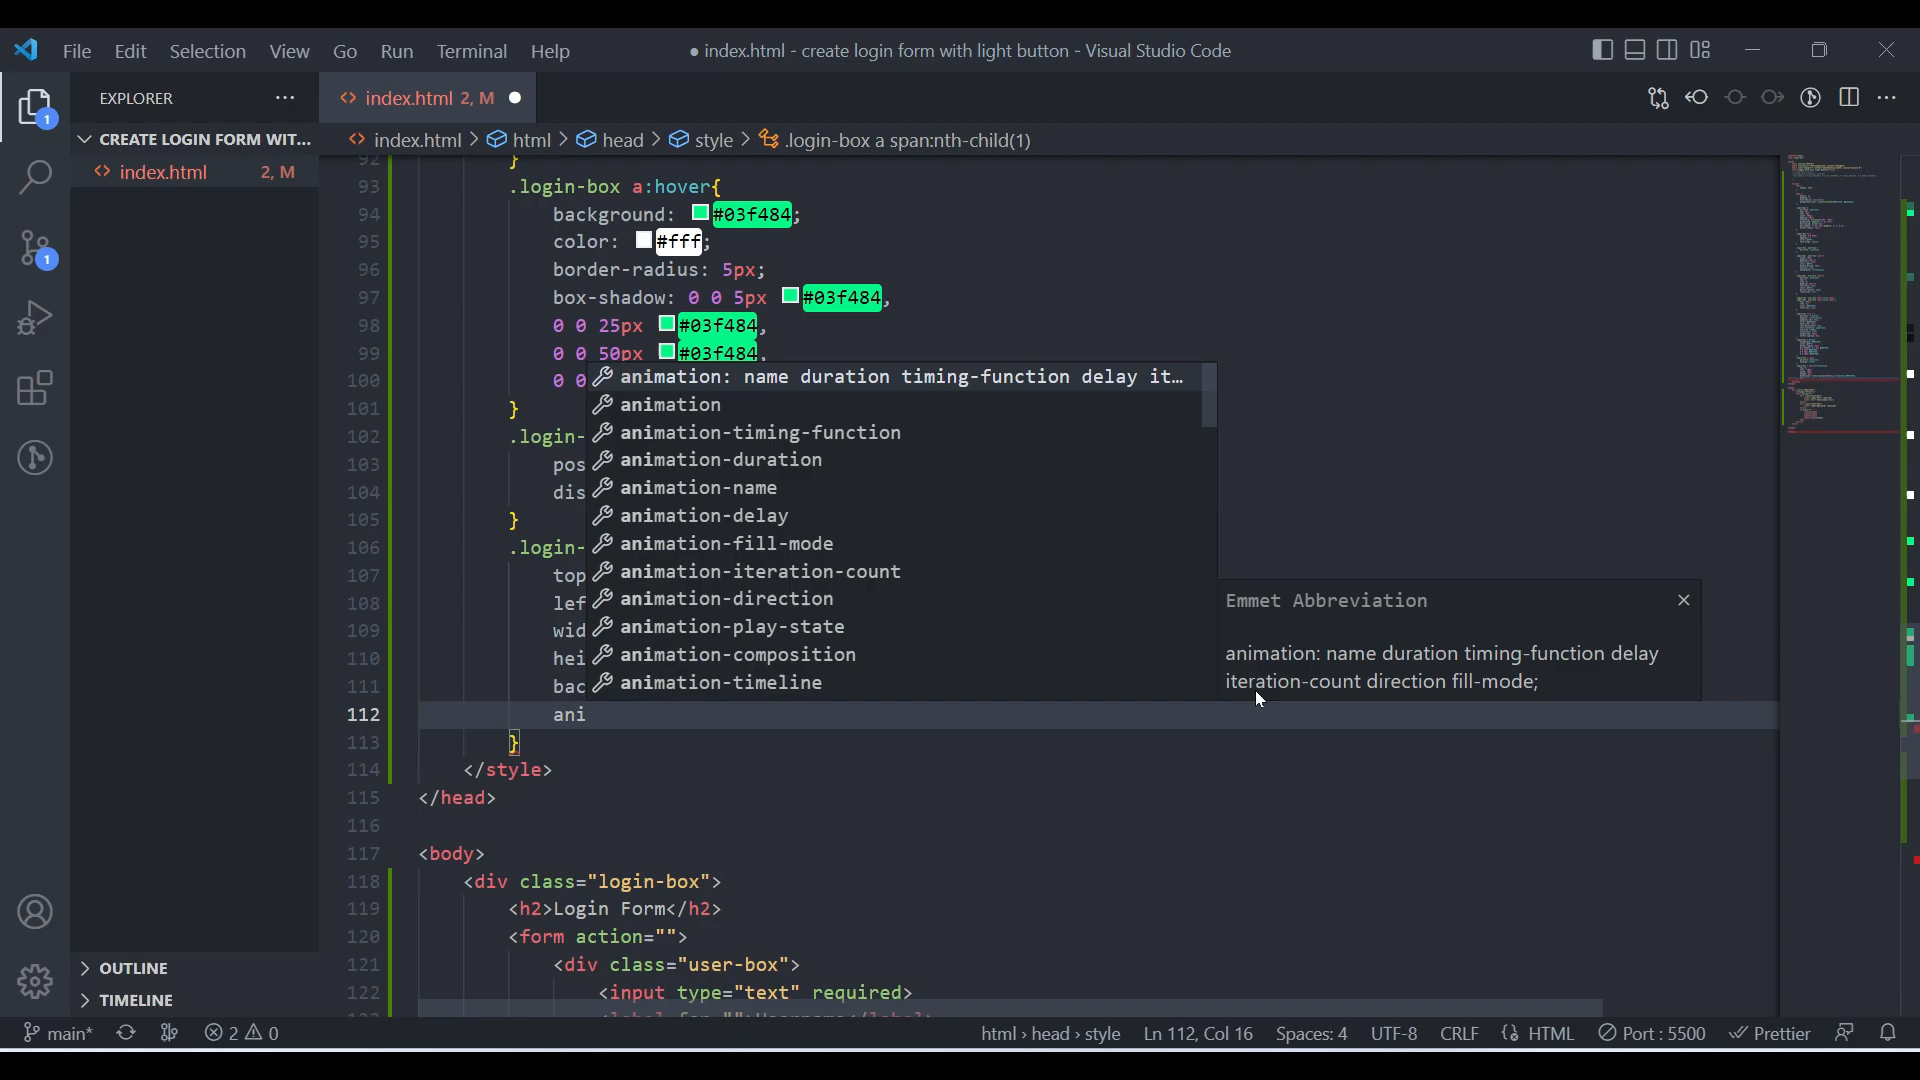 File Edit Selection View Go Run Terminal Help
● index.html - create login form with light button - Visual Studio Code
EXPLORER ···
<> index.html 2, M ●
1
CREATE LOGIN FORM WIT...
<> index.html 2, M
1
<> index.html > html > head > style > .login-box a span:nth-child(1)
92 }
93 .login-box a:hover{
94 background: #03f484;
95 color: #fff;
96 border-radius: 5px;
97 box-shadow: 0 0 5px #03f484,
98 0 0 25px #03f484,
99 0 0 50px #03f484,
100 0 0
101 }
102 .login-
103 pos
104 dis
105 }
106 .login-
107 top
108 lef
109 wid
110 hei
111 bac
112 ani
113 }
114 </style>
115 </head>
116
117 <body>
118 <div class="login-box">
119 <h2>Login Form</h2>
120 <form action="">
121 <div class="user-box">
122 <input type="text" required>
animation: name duration timing-function delay it…
animation
animation-timing-function
animation-duration
animation-name
animation-delay
animation-fill-mode
animation-iteration-count
animation-direction
animation-play-state
animation-composition
animation-timeline
Emmet Abbreviation
animation: name duration timing-function delay
iteration-count direction fill-mode;
OUTLINE
TIMELINE
main* 2 0 html › head › style Ln 112, Col 16 Spaces: 4 UTF-8 CRLF HTML Port : 5500 Prettier